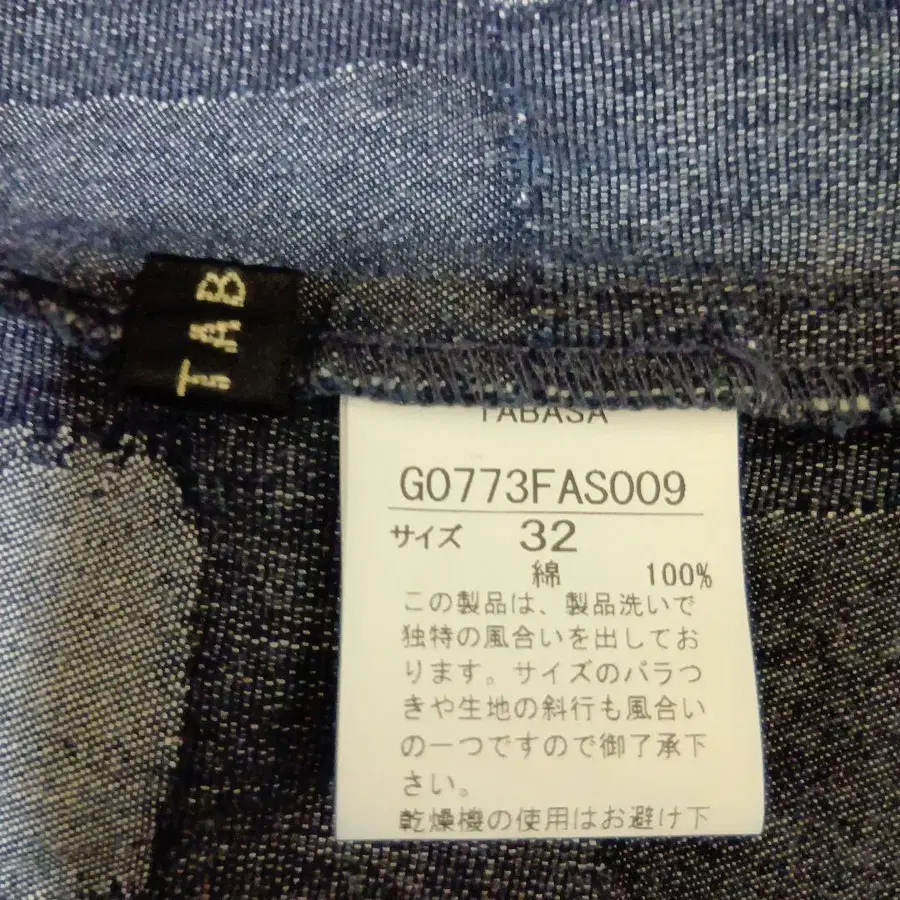 TAB
TABASA
G0773FAS009
サイズ 32
綿 100%
この製品は、製品洗いで
独特の風合いを出してお
ります。サイズのバラつ
きや生地の斜行も風合い
の一つですので御了承下
さい。
乾燥機の使用はお避け下